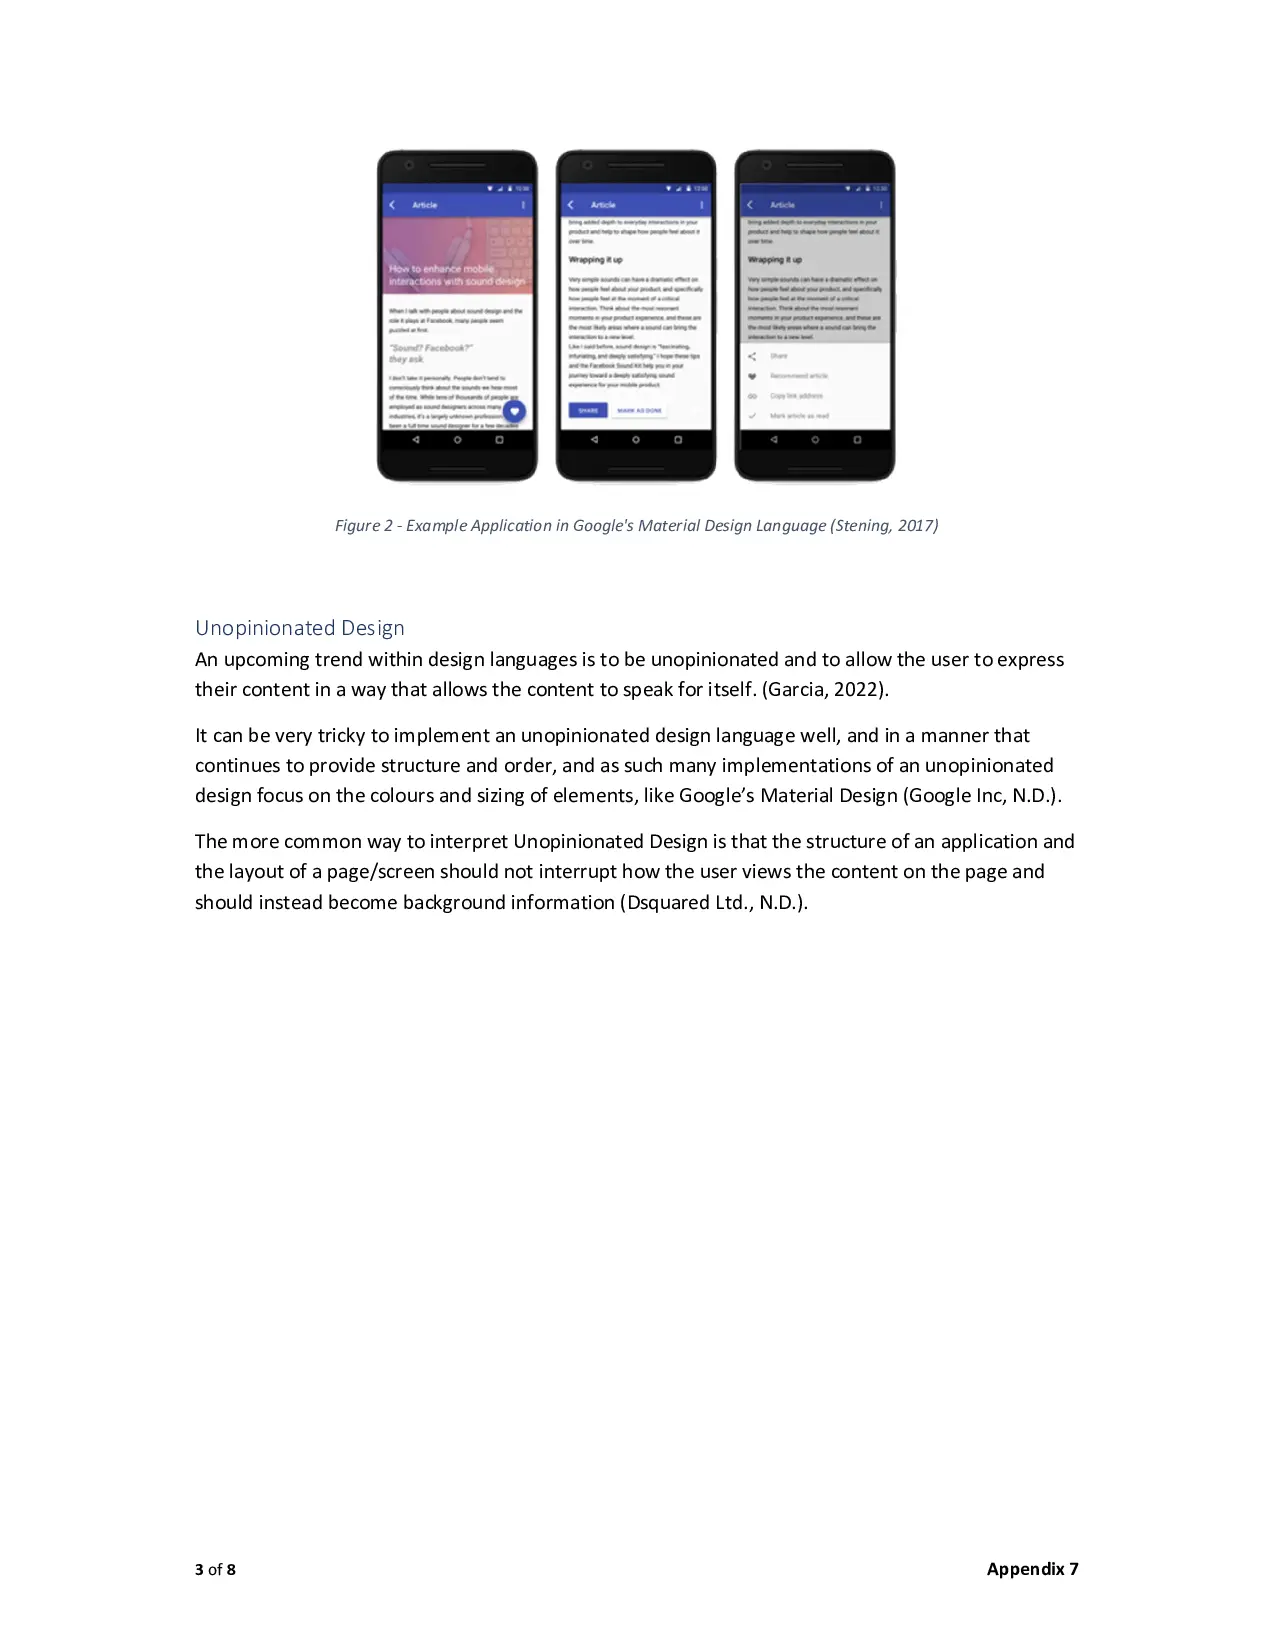 12:00
Article
How to enhance mobile
interactions with sound design
When I talk with people about sound design and the
role it plays at Facebook, many people seem
puzzled at first.
"Sound? Facebook?"
they ask
I don't take it personally. People don't tend to
consciously think about the sounds we hear most
of the time. While tens of thousands of people are
employed as sound designers across many
industries, it's a largely unknown profession
been a full time sound designer for a few decades
12:00
Article
bring added depth to everyday interactions in your
product and help to shape how people feel about it
over time.
Wrapping it up
Very simple sounds can have a dramatic effect on
how people feel about your product, and specifically
how people feel at the moment of a critical
interaction. Think about the most resonant
moments in your product experience, and these are
the most likely areas where a sound can bring the
interaction to a new level.
Like I said before, sound design is "fascinating,
infuriating, and deeply satisfying." I hope these tips
and the Facebook Sound Kit help you in your
journey toward a deeply satisfying sound
experience for your mobile product
SHARE MARK AS DONE
12:00
Article
bring added depth to everyday interactions in your
product and help to shape how people feel about it
over time.
Wrapping it up
Very simple sounds can have a dramatic effect on
how people feel about your product, and specifically
how people feel at the moment of a critical
interaction. Think about the most resonant
moments in your product experience, and these are
the most likely areas where a sound can bring the
interaction to a new level.
Share
Recommend article
Copy link address
Mark article as read
Figure 2 - Example Application in Google's Material Design Language (Stening, 2017)
Unopinionated Design
An upcoming trend within design languages is to be unopinionated and to allow the user to express
their content in a way that allows the content to speak for itself. (Garcia, 2022).
It can be very tricky to implement an unopinionated design language well, and in a manner that
continues to provide structure and order, and as such many implementations of an unopinionated
design focus on the colours and sizing of elements, like Google’s Material Design (Google Inc, N.D.).
The more common way to interpret Unopinionated Design is that the structure of an application and
the layout of a page/screen should not interrupt how the user views the content on the page and
should instead become background information (Dsquared Ltd., N.D.).
3 of 8 Appendix 7